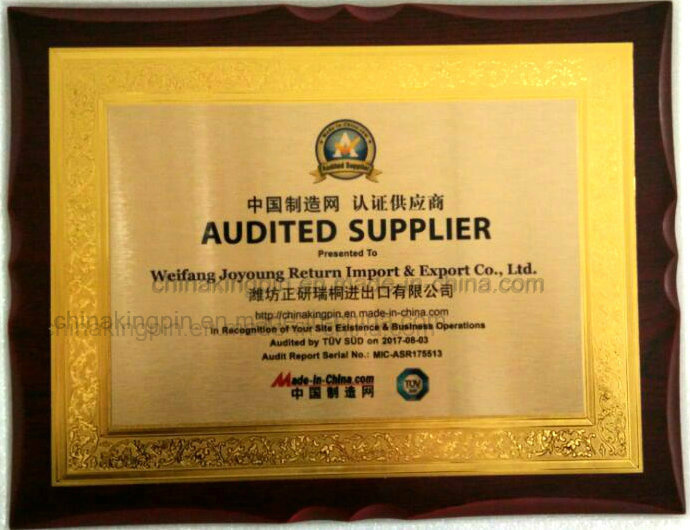 Made-in-China.com
Audited Supplier
中国制造网 认证供应商
AUDITED SUPPLIER
Presented To
Weifang Joyoung Return Import & Export Co., Ltd.
潍坊正研瑞桐进出口有限公司
http://chinakingpin.en.made-in-china.com
In Recognition of Your Site Existence & Business Operations
Audited by TÜV SÜD on 2017-08-03
Audit Report Serial No.: MIC-ASR175513
Made-in-China.com
中国制造网
TÜV
chinakingpin.en.made-in-china.com